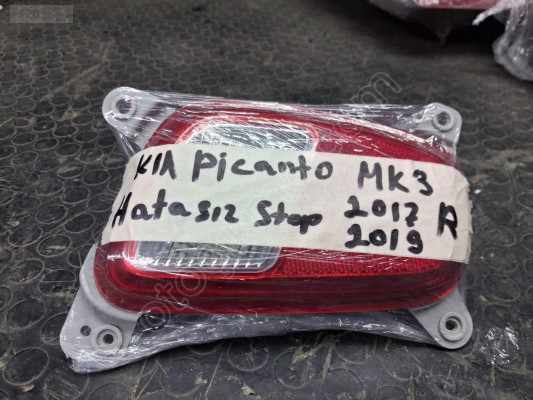 KIA Picanto MK3
Hatasız Stop 2017 R
2019